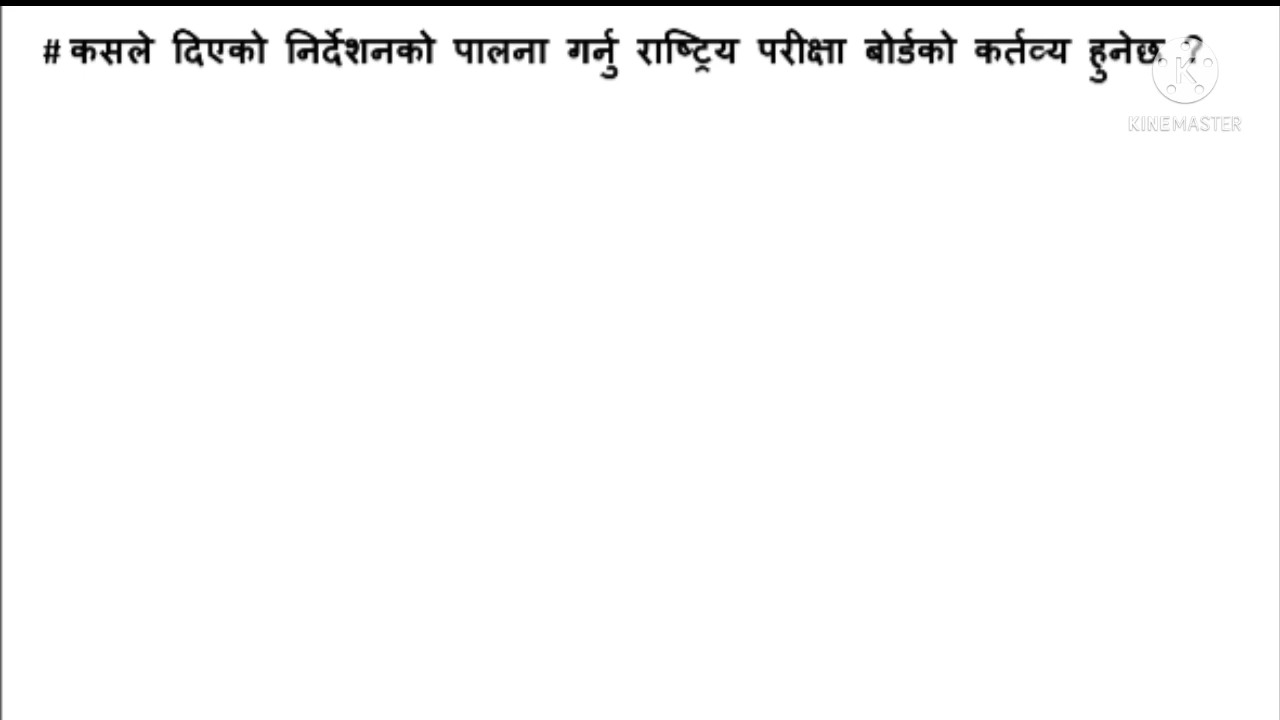 # कसले दिएको निर्देशनको पालना गर्नु राष्ट्रिय परीक्षा बोर्डको कर्तव्य हुनेछ ?
KINEMASTER